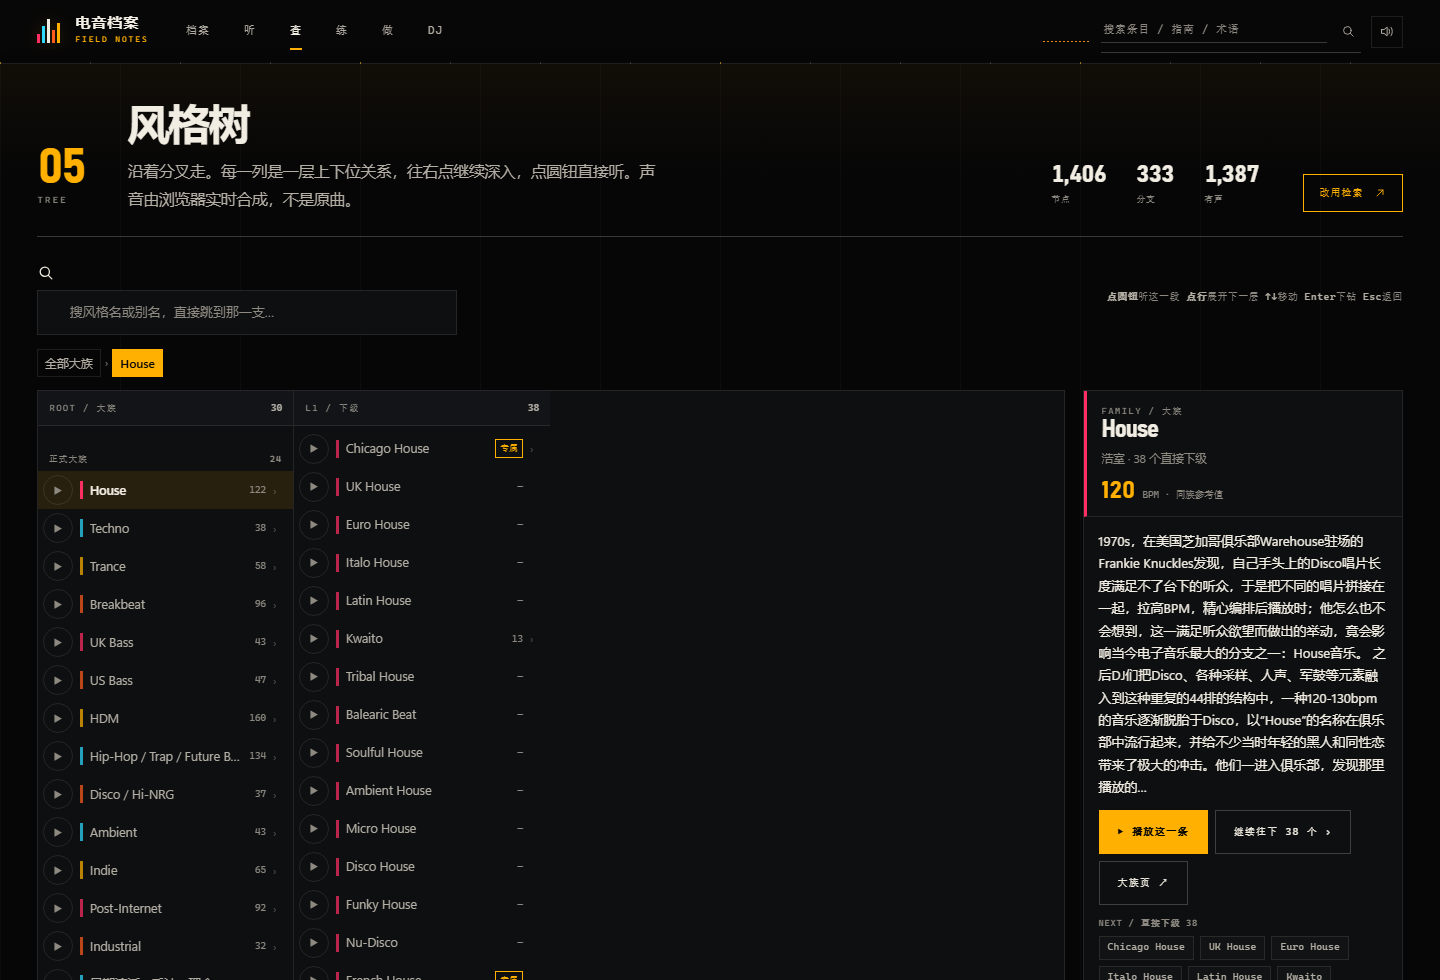 电音档案
FIELD NOTES
档案 听 查 练 做 DJ
搜索条目 / 指南 / 术语
05
TREE
风格树
沿着分叉走。每一列是一层上下位关系，往右点继续深入，点圆钮直接听。声
音由浏览器实时合成，不是原曲。
1,406 节点
333 分支
1,387 有声
改用检索 ↗
搜风格名或别名，直接跳到那一支...
点圆钮听这一段 点行展开下一层 ↑↓移动 Enter下钻 Esc返回
全部大族 › House
ROOT / 大族 30
正式大族 24
House 122 ›
Techno 38 ›
Trance 58 ›
Breakbeat 96 ›
UK Bass 43 ›
US Bass 47 ›
HDM 160 ›
Hip-Hop / Trap / Future B... 134 ›
Disco / Hi-NRG 37 ›
Ambient 43 ›
Indie 65 ›
Post-Internet 92 ›
Industrial 32 ›
L1 / 下级 38
Chicago House 专属 ›
UK House –
Euro House –
Italo House –
Latin House –
Kwaito 13 ›
Tribal House –
Balearic Beat –
Soulful House –
Ambient House –
Micro House –
Disco House –
Funky House –
Nu-Disco –
French House 专属
FAMILY / 大族
House
浩室 · 38 个直接下级
120 BPM · 同族参考值
1970s，在美国芝加哥俱乐部Warehouse驻场的
Frankie Knuckles发现，自己手头上的Disco唱片长
度满足不了台下的听众，于是把不同的唱片拼接在
一起，拉高BPM，精心编排后播放时；他怎么也不
会想到，这一满足听众欲望而做出的举动，竟会影
响当今电子音乐最大的分支之一：House音乐。 之
后DJ们把Disco、各种采样、人声、军鼓等元素融
入到这种重复的44排的结构中，一种120-130bpm
的音乐逐渐脱胎于Disco，以“House”的名称在俱乐
部中流行起来，并给不少当时年轻的黑人和同性恋
带来了极大的冲击。他们一进入俱乐部，发现那里
播放的...
▶ 播放这一条
继续往下 38 个 ›
大族页 ↗
NEXT / 直接下级 38
Chicago House UK House Euro House
Italo House Latin House Kwaito